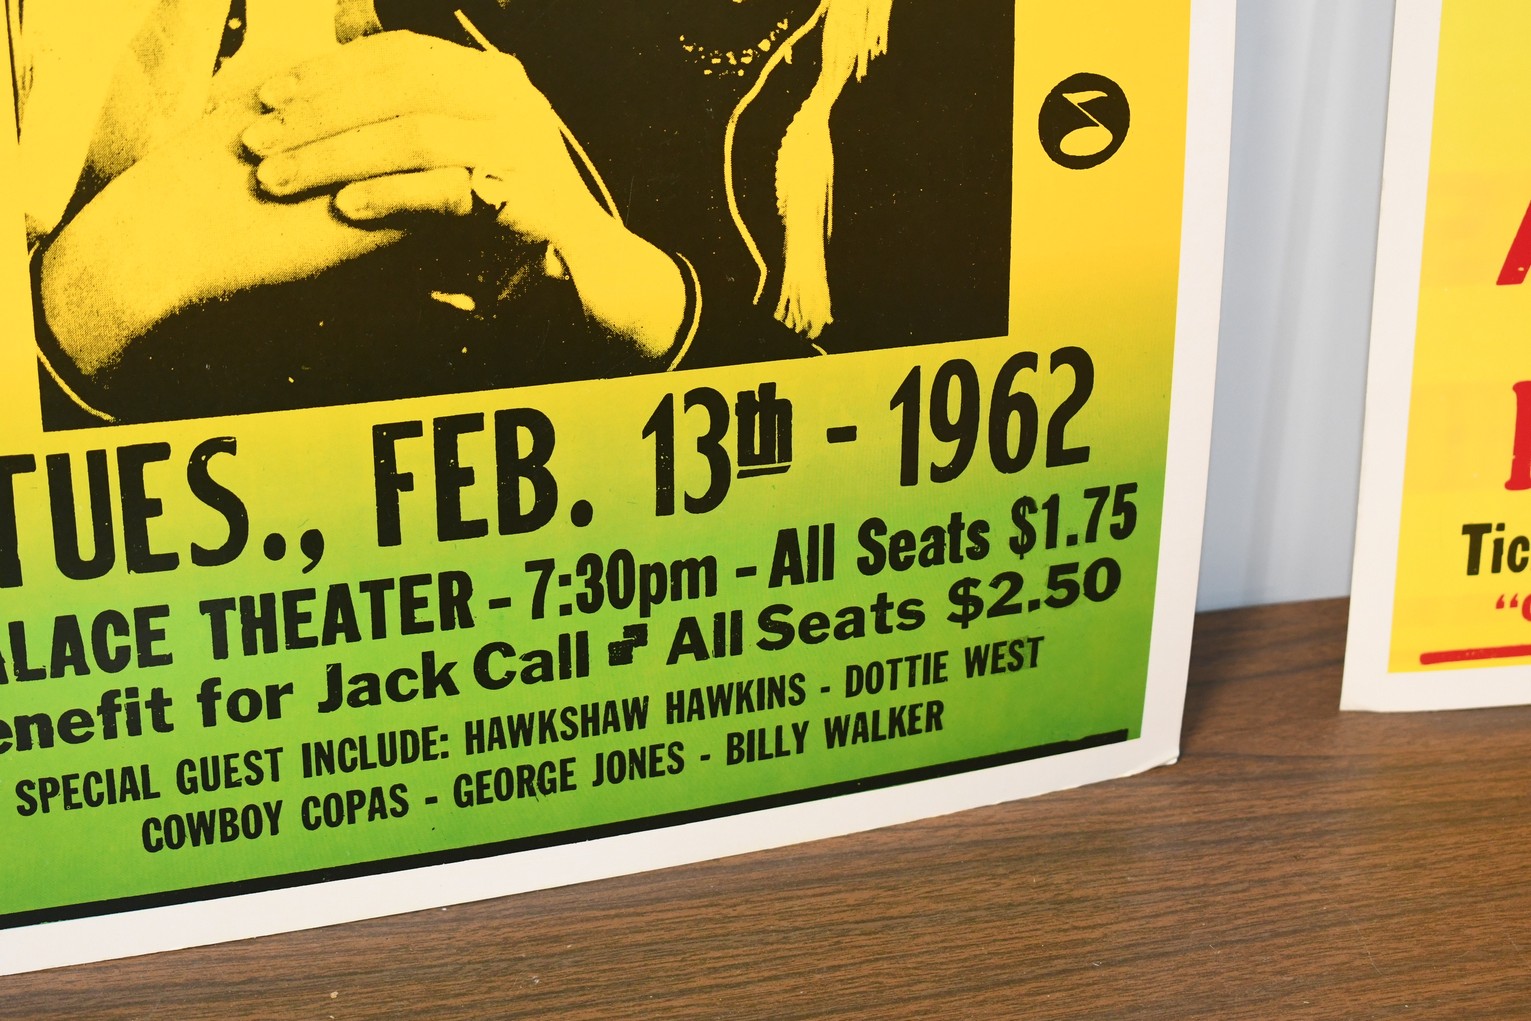 TUES., FEB. 13th - 1962
ALACE THEATER - 7:30pm - All Seats $1.75
enefit for Jack Call All Seats $2.50
SPECIAL GUEST INCLUDE: HAWKSHAW HAWKINS - DOTTIE WEST
COWBOY COPAS - GEORGE JONES - BILLY WALKER
Tic